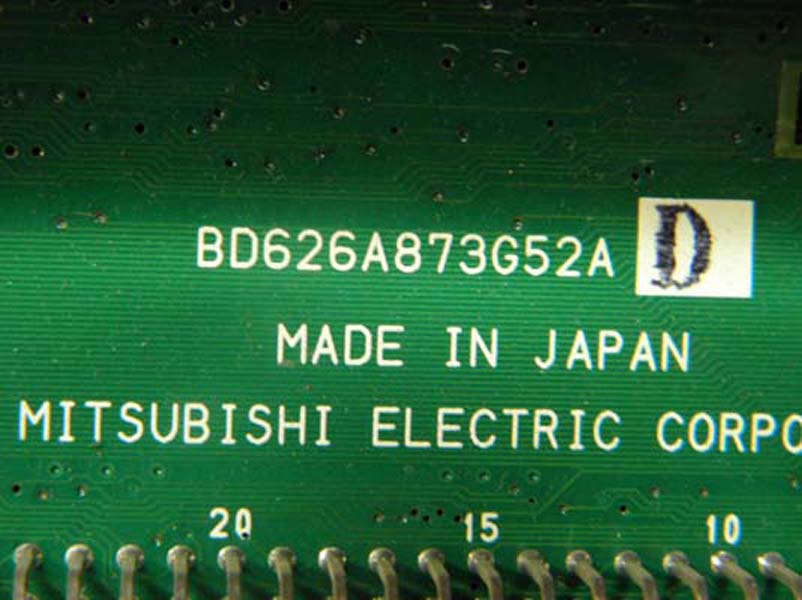 BD626A873G52A D
MADE IN JAPAN
MITSUBISHI ELECTRIC CORPO
20 15 10